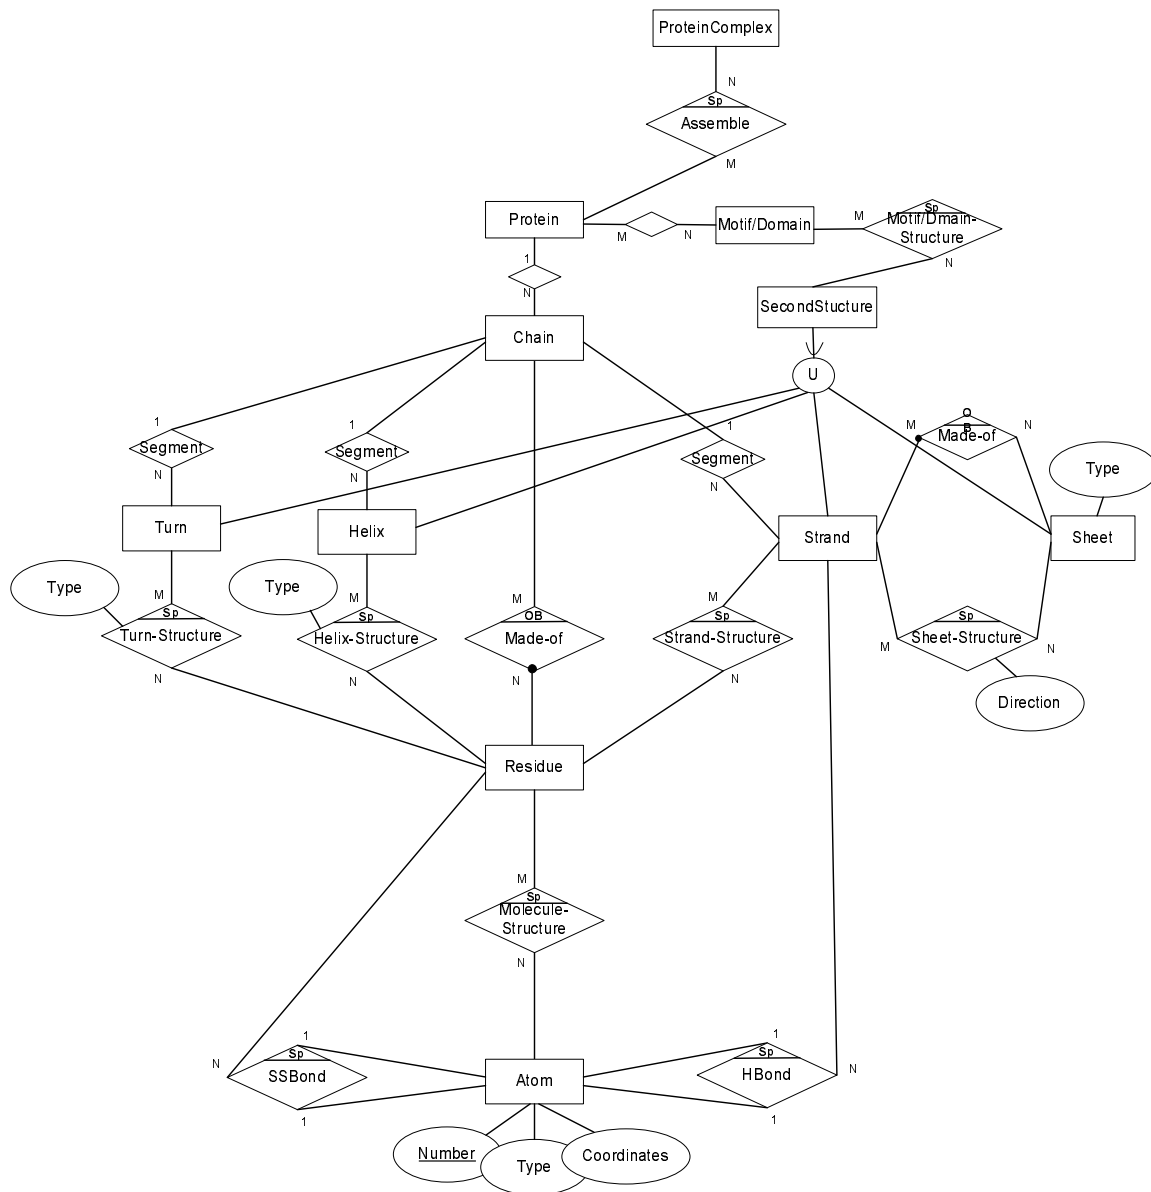 ProteinComplex
N
Sp
Assemble
M
Protein
M
N
Motif/Domain
M
Sp
Motif/Dmain-
Structure
N
1
N
SecondStucture
Chain
U
1
Segment
N
1
Segment
N
1
Segment
N
M
O
B
Made-of
N
Type
Turn
Helix
Strand
Sheet
Type
M
Sp
Turn-Structure
N
Type
M
Sp
Helix-Structure
N
M
OB
Made-of
N
M
Sp
Strand-Structure
N
M
Sp
Sheet-Structure
N
Direction
Residue
M
Sp
Molecule-
Structure
N
N
1
Sp
SSBond
1
Atom
1
Sp
HBond
1
N
Number
Type
Coordinates